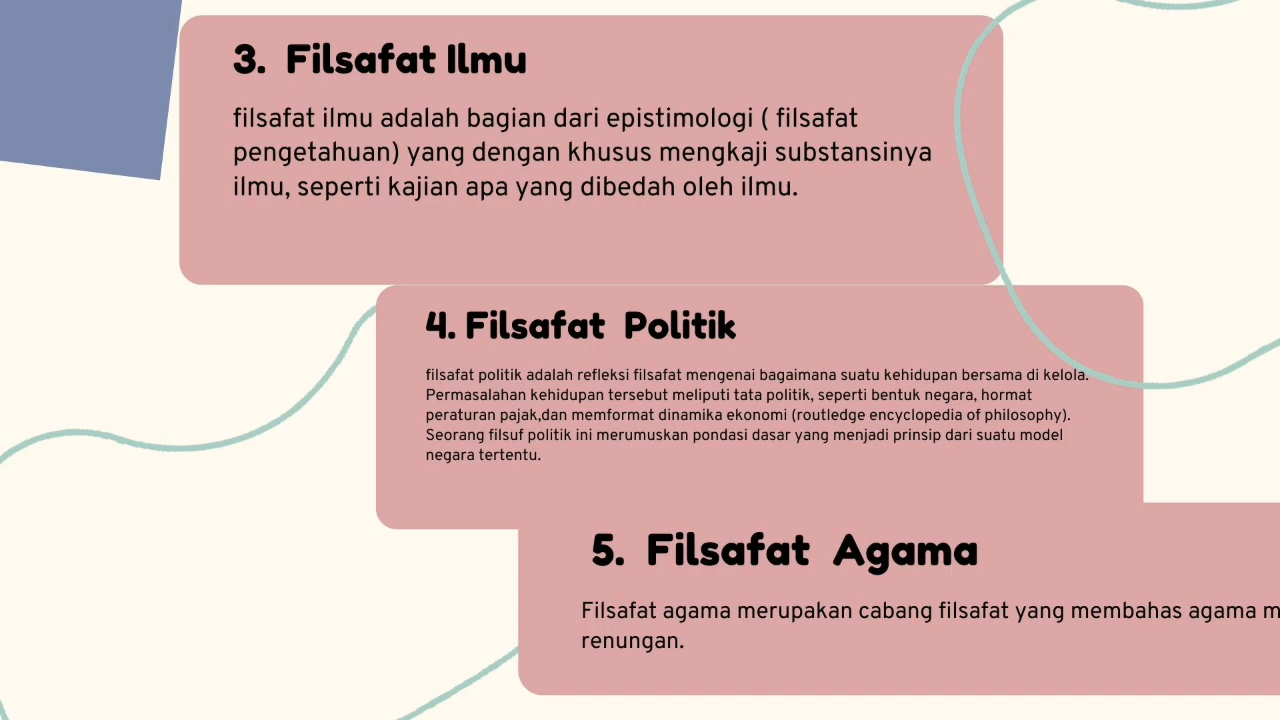 3. Filsafat Ilmu
filsafat ilmu adalah bagian dari epistimologi ( filsafat
pengetahuan) yang dengan khusus mengkaji substansinya
ilmu, seperti kajian apa yang dibedah oleh ilmu.
4. Filsafat Politik
filsafat politik adalah refleksi filsafat mengenai bagaimana suatu kehidupan bersama di kelola.
Permasalahan kehidupan tersebut meliputi tata politik, seperti bentuk negara, hormat
peraturan pajak,dan memformat dinamika ekonomi (routledge encyclopedia of philosophy).
Seorang filsuf politik ini merumuskan pondasi dasar yang menjadi prinsip dari suatu model
negara tertentu.
5. Filsafat Agama
Filsafat agama merupakan cabang filsafat yang membahas agama
renungan.